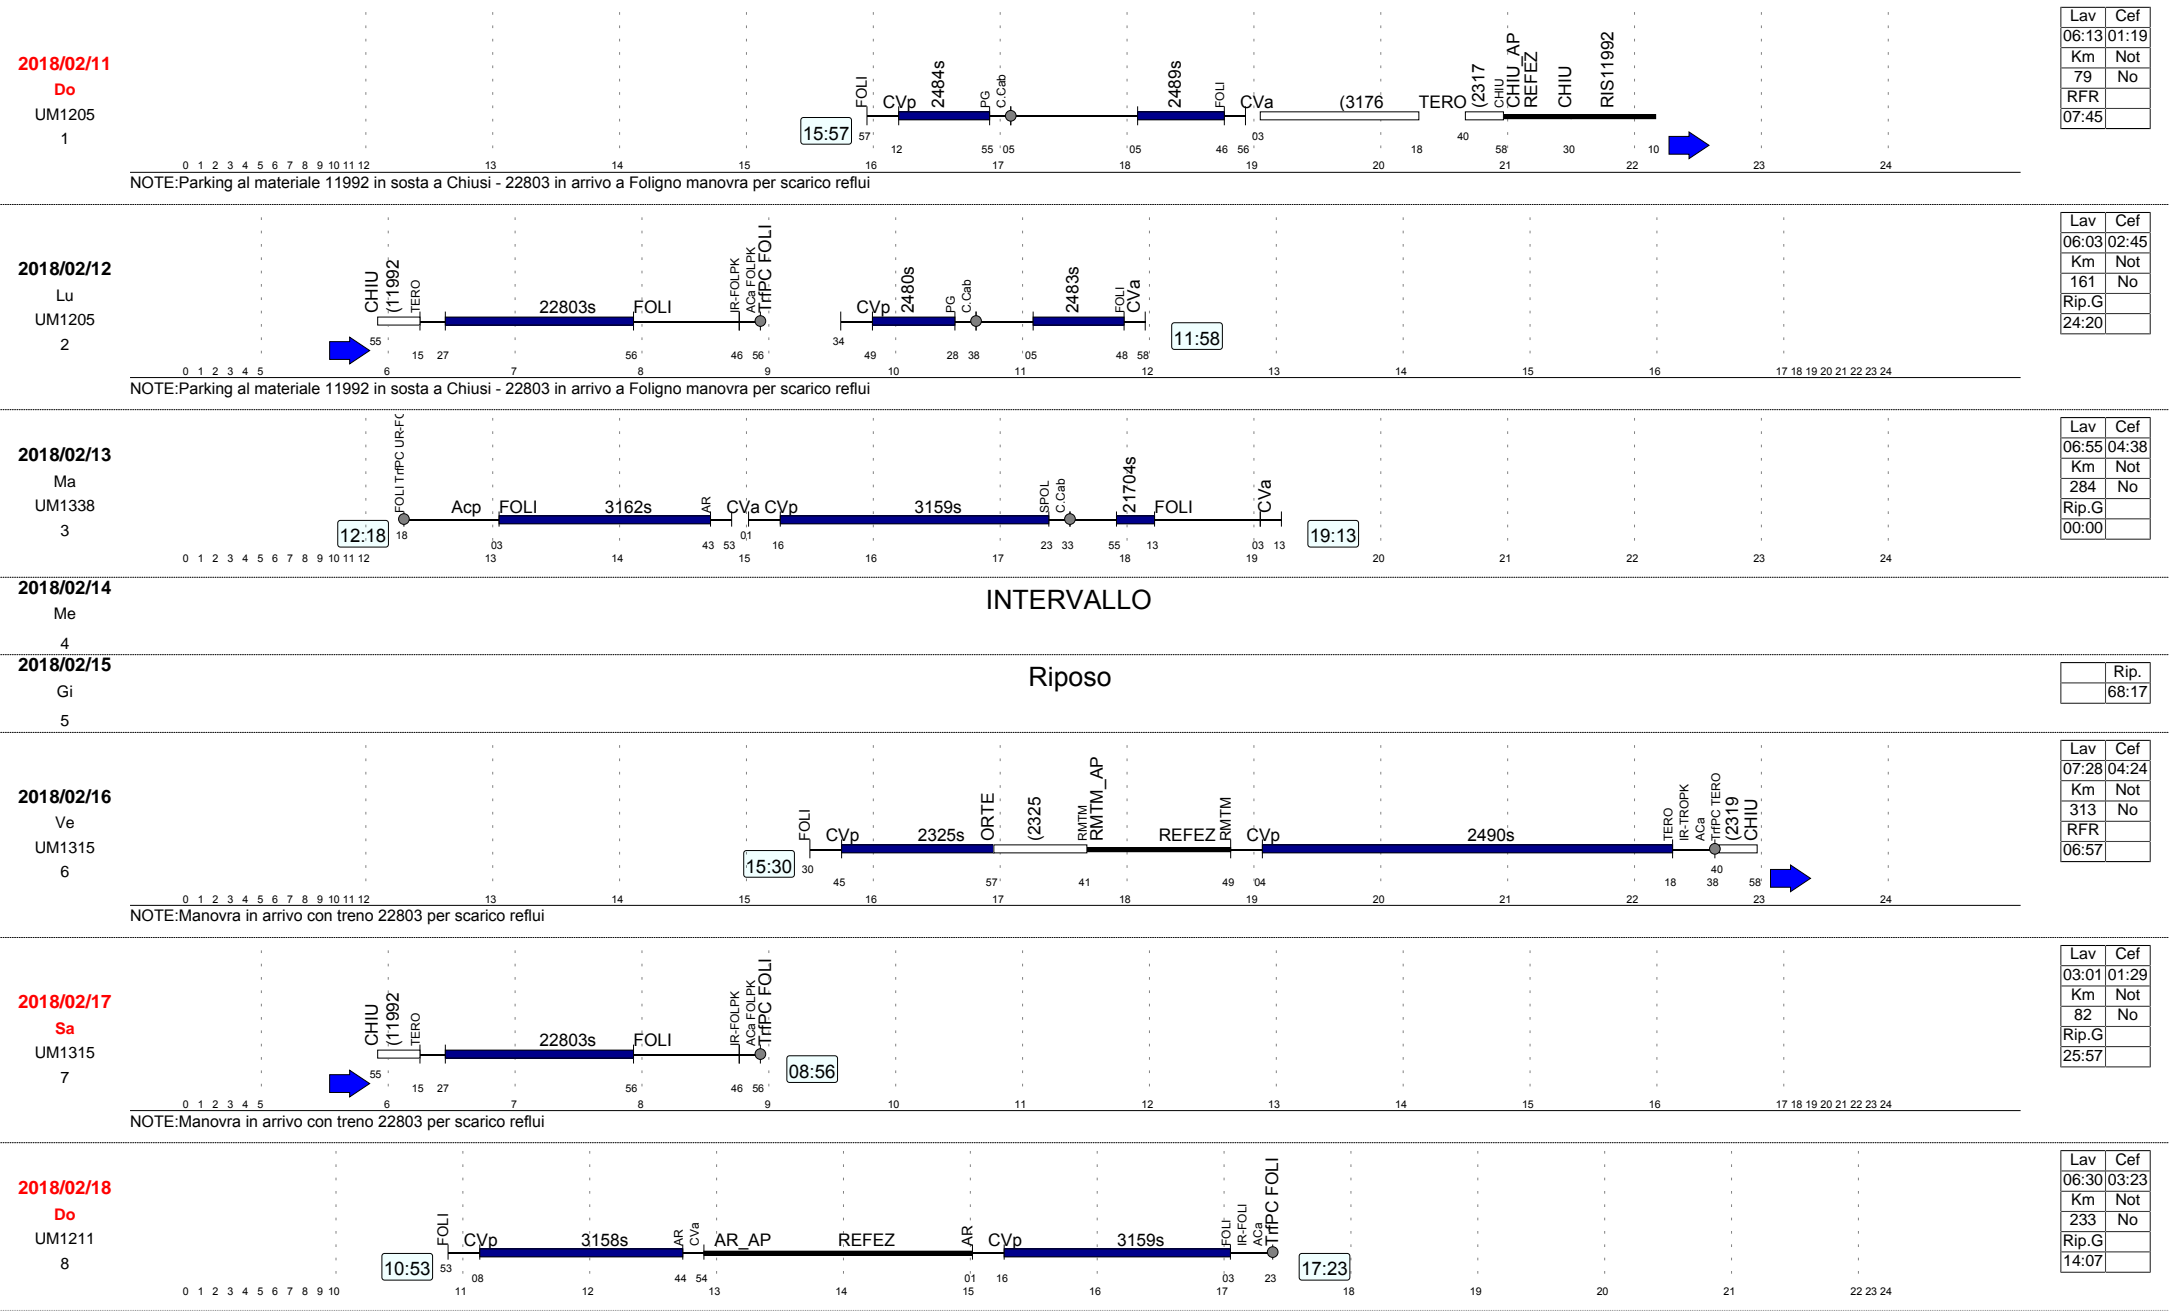 2018/02/11
Do
UM1205
1
15:57
FOLI CVp 2484s PG C.Cab 2489s FOLI CVa (3176 TERO (2317 CHIU CHIU_AP REFEZ CHIU RIS11992
57 12 55 05 05 46 56 03 18 40 58 30 10
0 1 2 3 4 5 6 7 8 9 10 11 12 13 14 15 16 17 18 19 20 21 22 23 24
NOTE:Parking al materiale 11992 in sosta a Chiusi - 22803 in arrivo a Foligno manovra per scarico reflui
Lav Cef
06:13 01:19
Km Not
79 No
RFR
07:45
2018/02/12
Lu
UM1205
2
CHIU (11992 TERO 22803s FOLI IR-FOLPK ACa FOLPK TrfPC FOLI CVp 2480s PG C.Cab 2483s FOLI CVa
55 15 27 56 46 56 34 49 28 38 05 48 58
11:58
0 1 2 3 4 5 6 7 8 9 10 11 12 13 14 15 16 17 18 19 20 21 22 23 24
NOTE:Parking al materiale 11992 in sosta a Chiusi - 22803 in arrivo a Foligno manovra per scarico reflui
Lav Cef
06:03 02:45
Km Not
161 No
Rip.G
24:20
2018/02/13
Ma
UM1338
3
12:18
FOLI TrfPC UR-FC Acp FOLI 3162s AR CVa CVp 3159s SPOL C.Cab 21704s FOLI CVa
18 03 43 53 01 16 23 33 55 13 03 13
19:13
0 1 2 3 4 5 6 7 8 9 10 11 12 13 14 15 16 17 18 19 20 21 22 23 24
Lav Cef
06:55 04:38
Km Not
284 No
Rip.G
00:00
2018/02/14
Me
4
INTERVALLO
2018/02/15
Gi
5
Riposo
Rip.
68:17
2018/02/16
Ve
UM1315
6
15:30
FOLI CVp 2325s ORTE (2325 RMTM RMTM_AP REFEZ RMTM CVp 2490s TERO IR-TROPK ACa TrfPC TERO (2319 CHIU
30 45 57 41 49 04 18 38 40 58
0 1 2 3 4 5 6 7 8 9 10 11 12 13 14 15 16 17 18 19 20 21 22 23 24
NOTE:Manovra in arrivo con treno 22803 per scarico reflui
Lav Cef
07:28 04:24
Km Not
313 No
RFR
06:57
2018/02/17
Sa
UM1315
7
CHIU (11992 TERO 22803s FOLI IR-FOLPK ACa FOLPK TrfPC FOLI
55 15 27 56 46 56
08:56
0 1 2 3 4 5 6 7 8 9 10 11 12 13 14 15 16 17 18 19 20 21 22 23 24
NOTE:Manovra in arrivo con treno 22803 per scarico reflui
Lav Cef
03:01 01:29
Km Not
82 No
Rip.G
25:57
2018/02/18
Do
UM1211
8
10:53
FOLI CVp 3158s AR CVa AR_AP REFEZ AR CVp 3159s FOLI IR-FOLI ACa TrfPC FOLI
53 08 44 54 01 16 03 23
17:23
0 1 2 3 4 5 6 7 8 9 10 11 12 13 14 15 16 17 18 19 20 21 22 23 24
Lav Cef
06:30 03:23
Km Not
233 No
Rip.G
14:07